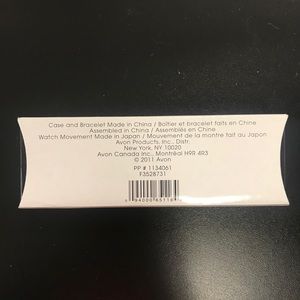 Case and Bracelet Made in China / Boîtier et bracelet faits en Chine
Assembled in China / Assemblés en Chine
Watch Movement Made in Japan / Mouvement de la montre fait au Japon
Avon Products, Inc., Distr.
New York, NY 10020
Avon Canada Inc., Montréal H9R 4R3
© 2011 Avon
PP # 1134061
F3528731